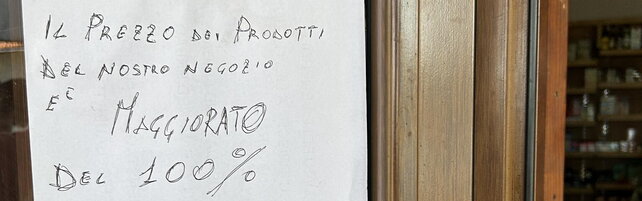 IL PREZZO DEI PRODOTTI
DEL NOSTRO NEGOZIO
E' MAGGIORATO
DEL 100%